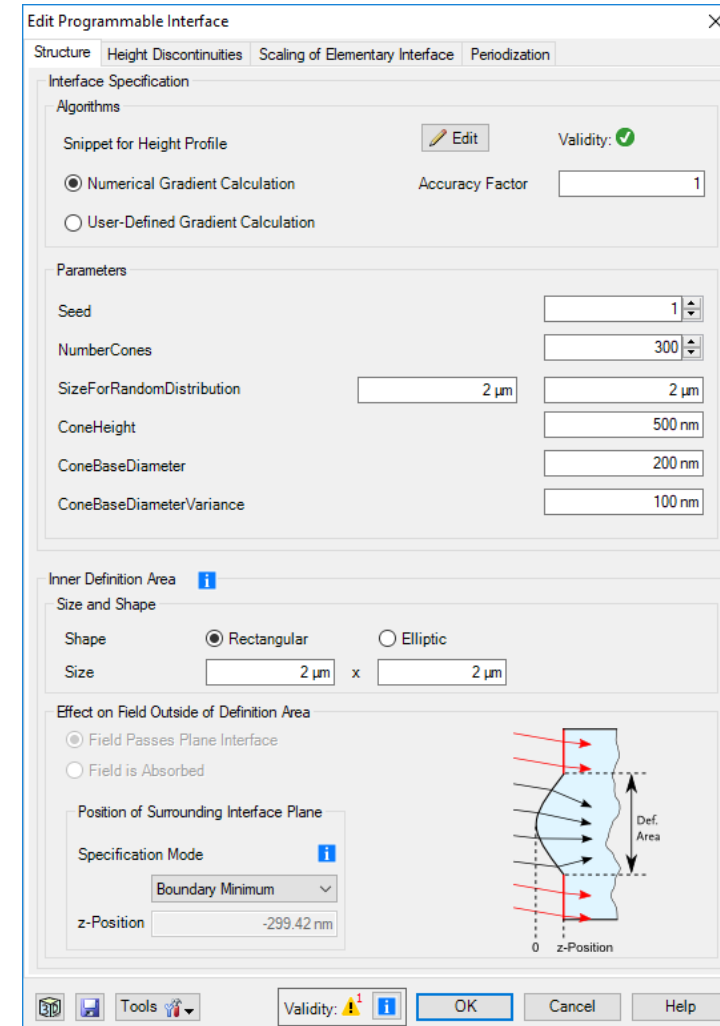 Edit Programmable Interface
Structure Height Discontinuities Scaling of Elementary Interface Periodization
Interface Specification
Algorithms
Snippet for Height Profile Edit Validity:
Numerical Gradient Calculation Accuracy Factor 1
User-Defined Gradient Calculation
Parameters
Seed 1
NumberCones 300
SizeForRandomDistribution 2 µm 2 µm
ConeHeight 500 nm
ConeBaseDiameter 200 nm
ConeBaseDiameterVariance 100 nm
Inner Definition Area i
Size and Shape
Shape Rectangular Elliptic
Size 2 µm x 2 µm
Effect on Field Outside of Definition Area
Field Passes Plane Interface
Field is Absorbed
Position of Surrounding Interface Plane
Specification Mode i
Boundary Minimum
z-Position -299.42 nm
Def.
Area
0 z-Position
3D Tools Validity: 1 i OK Cancel Help